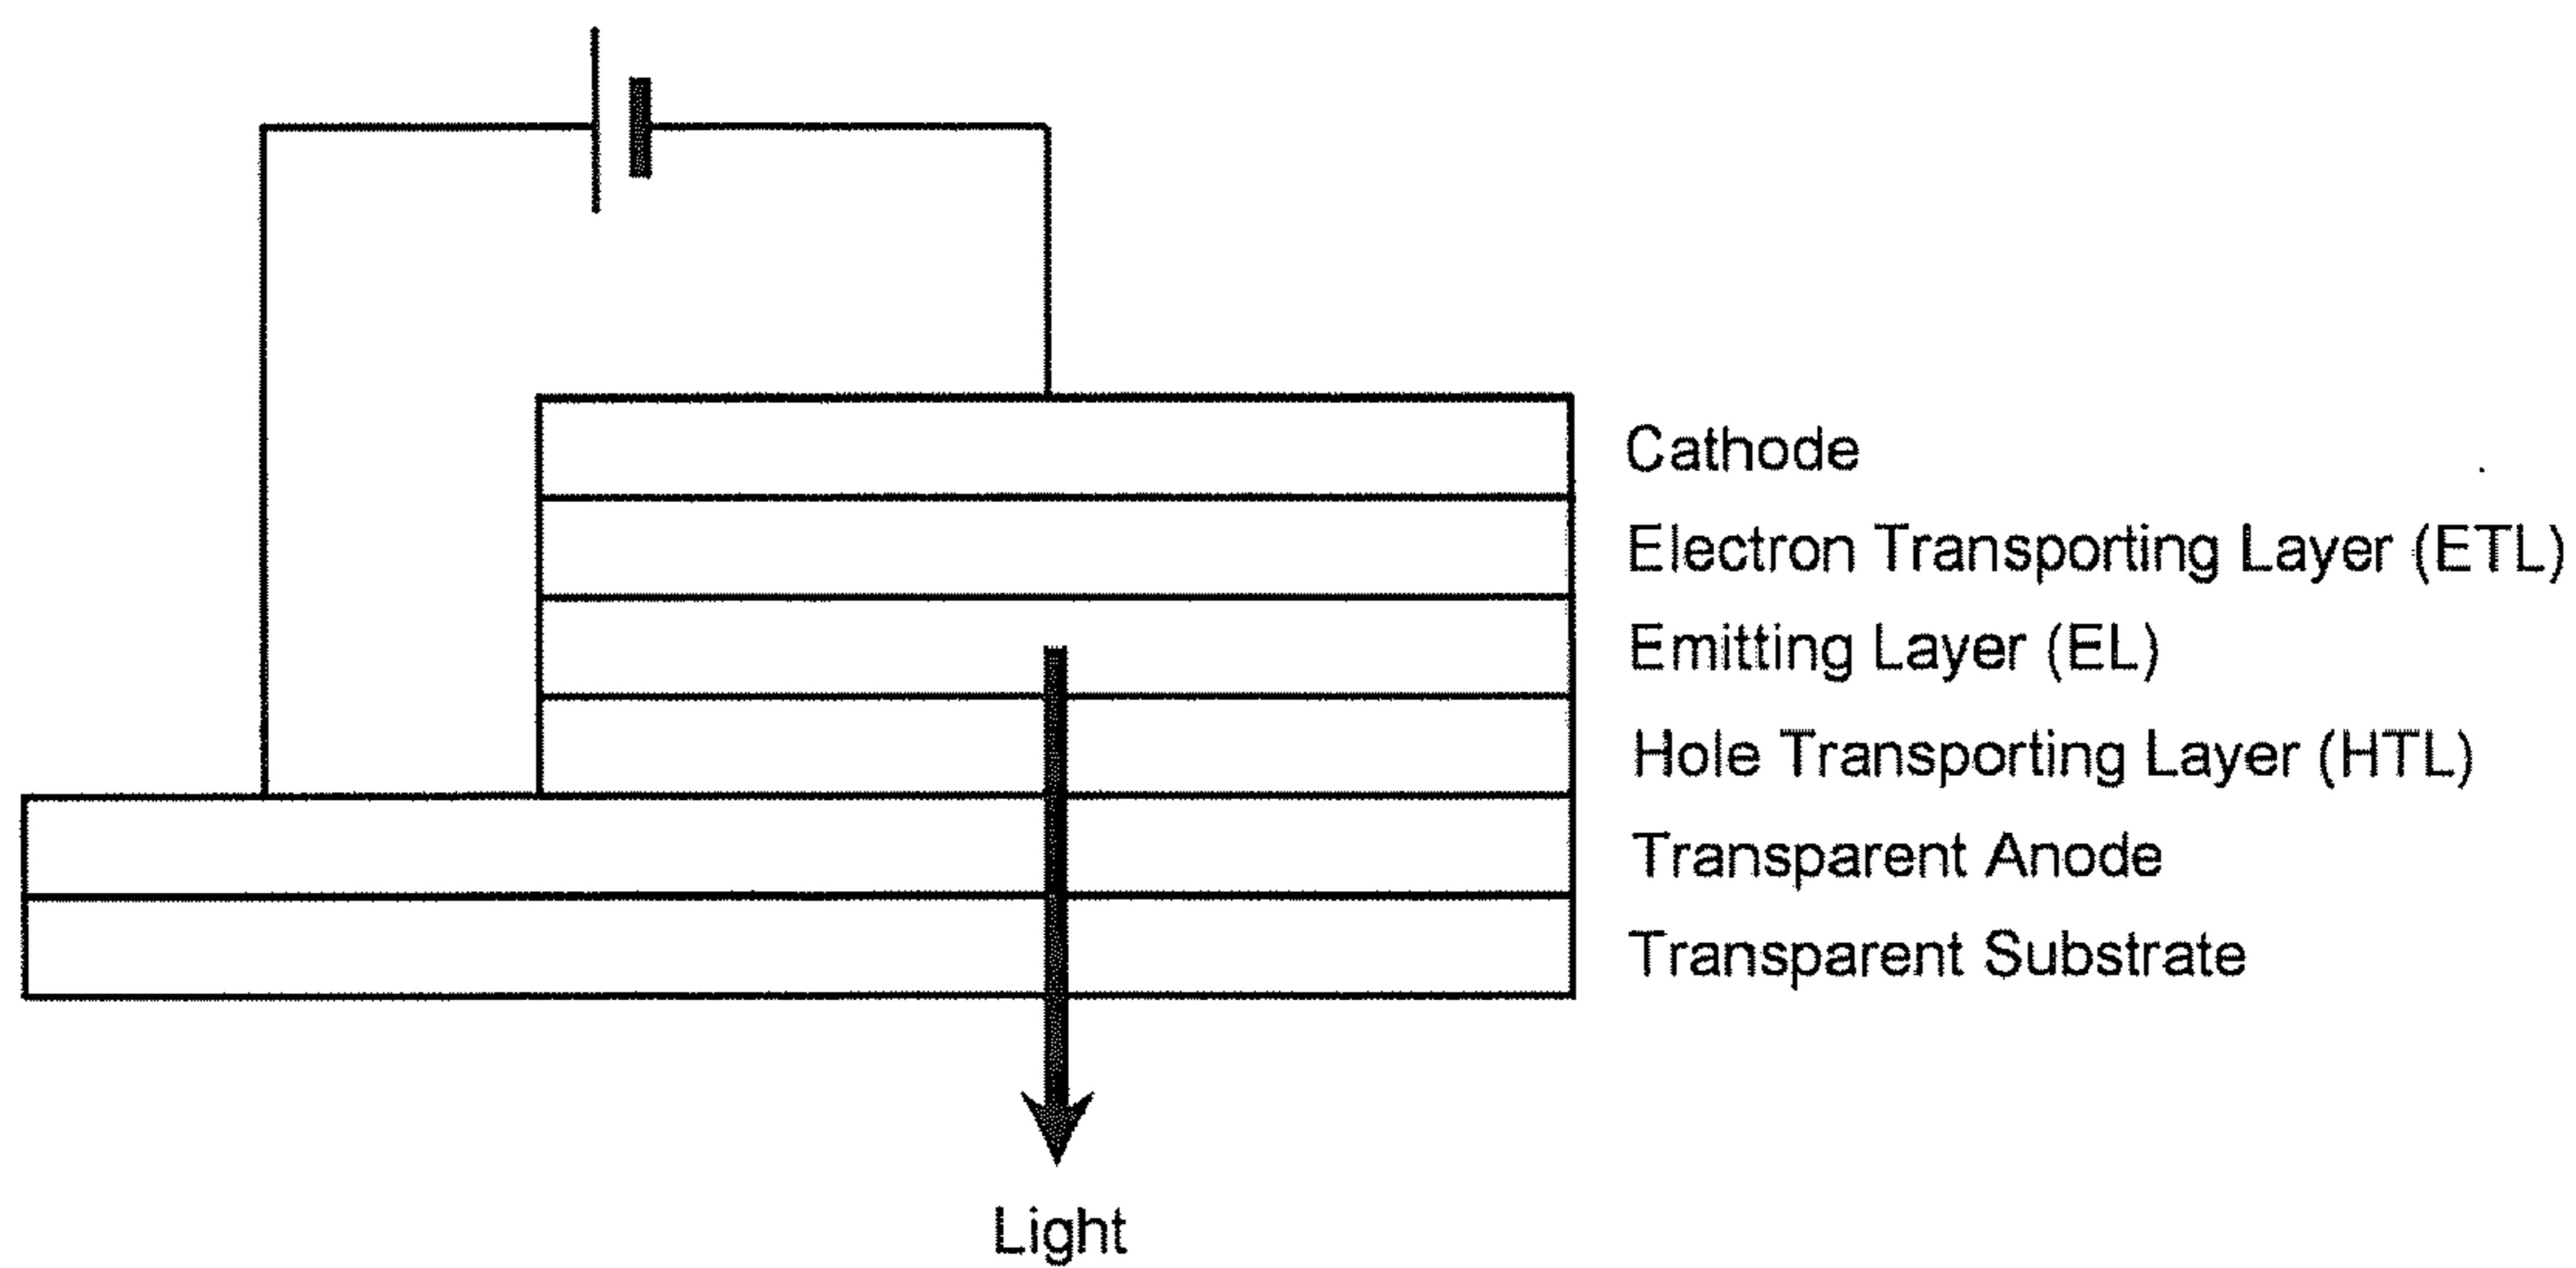 Cathode
Electron Transporting Layer (ETL)
Emitting Layer (EL)
Hole Transporting Layer (HTL)
Transparent Anode
Transparent Substrate
Light